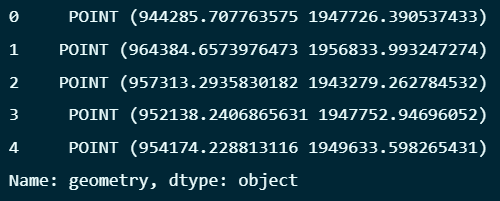 0 POINT (944285.707763575 1947726.390537433)
1 POINT (964384.6573976473 1956833.993247274)
2 POINT (957313.2935830182 1943279.262784532)
3 POINT (952138.2406865631 1947752.94696052)
4 POINT (954174.228813116 1949633.598265431)
Name: geometry, dtype: object